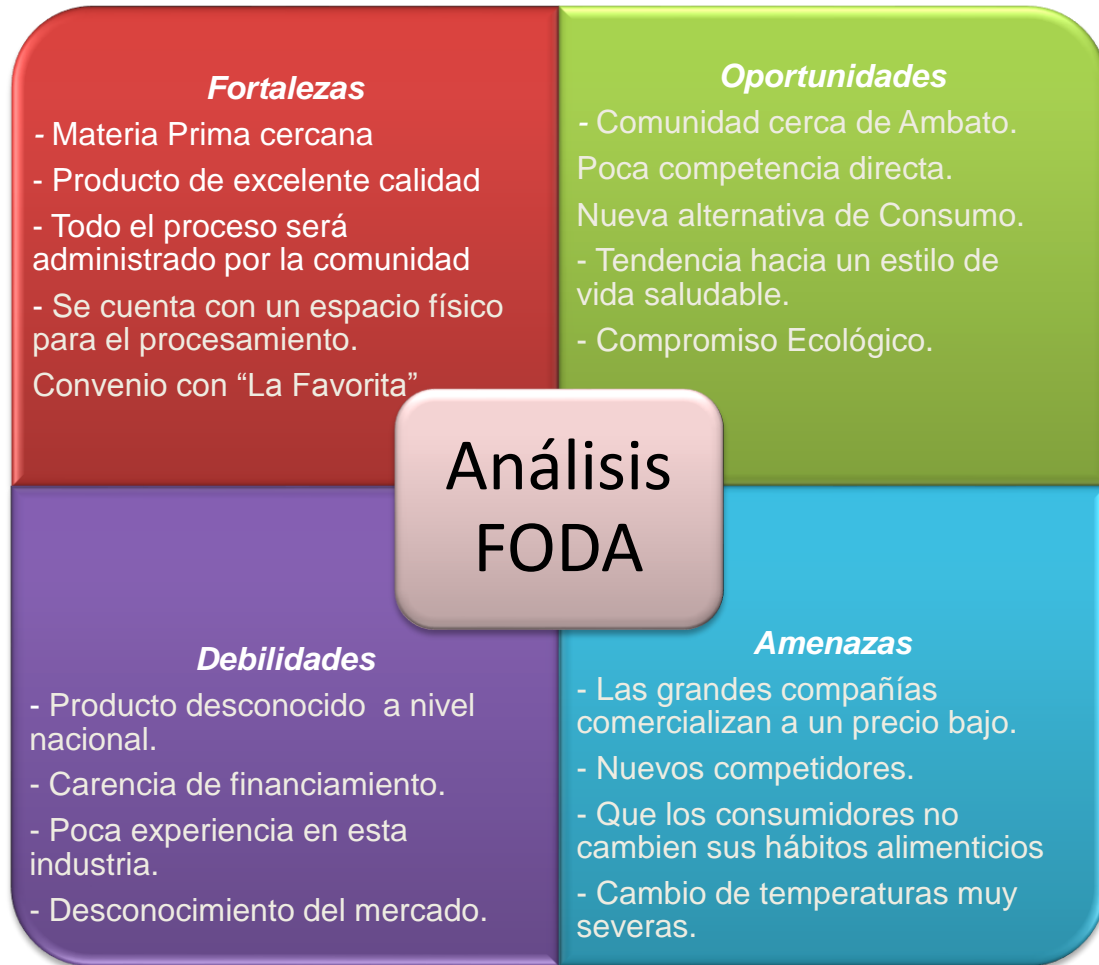 Fortalezas
- Materia Prima cercana
- Producto de excelente calidad
- Todo el proceso será
administrado por la comunidad
- Se cuenta con un espacio físico
para el procesamiento.
Convenio con “La Favorita”
Oportunidades
- Comunidad cerca de Ambato.
Poca competencia directa.
Nueva alternativa de Consumo.
- Tendencia hacia un estilo de
vida saludable.
- Compromiso Ecológico.
Análisis
FODA
Debilidades
- Producto desconocido  a nivel
nacional.
- Carencia de financiamiento.
- Poca experiencia en esta
industria.
- Desconocimiento del mercado.
Amenazas
- Las grandes compañías
comercializan a un precio bajo.
- Nuevos competidores.
- Que los consumidores no
cambien sus hábitos alimenticios
- Cambio de temperaturas muy
severas.